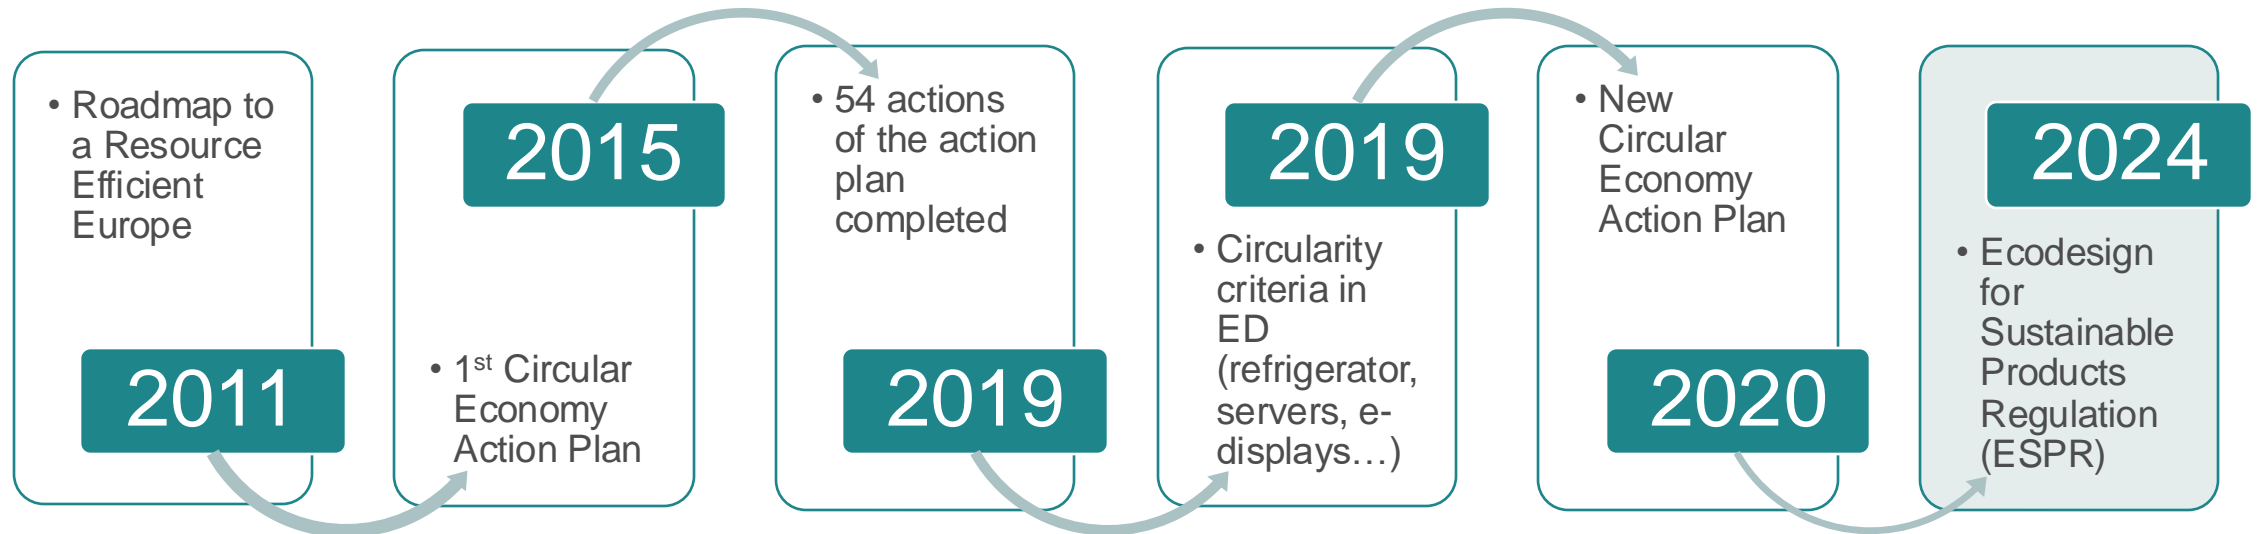 • Roadmap to
a Resource
Efficient
Europe
2011
2015
• 1st Circular
Economy
Action Plan
• 54 actions
of the action
plan
completed
2019
2019
• Circularity
criteria in
ED
(refrigerator,
servers, e-
displays…)
• New
Circular
Economy
Action Plan
2020
2024
• Ecodesign
for
Sustainable
Products
Regulation
(ESPR)